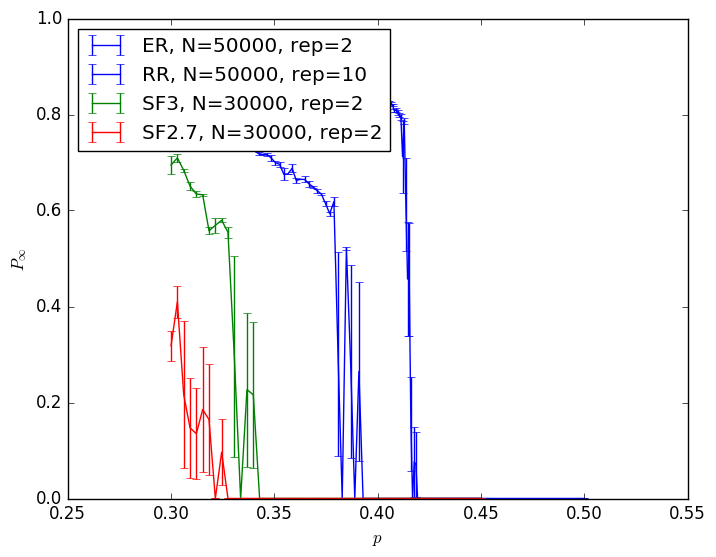 1.0
0.8
0.6
0.4
0.2
0.0
P∞
ER, N=50000, rep=2
RR, N=50000, rep=10
SF3, N=30000, rep=2
SF2.7, N=30000, rep=2
0.25 0.30 0.35 0.40 0.45 0.50 0.55
p